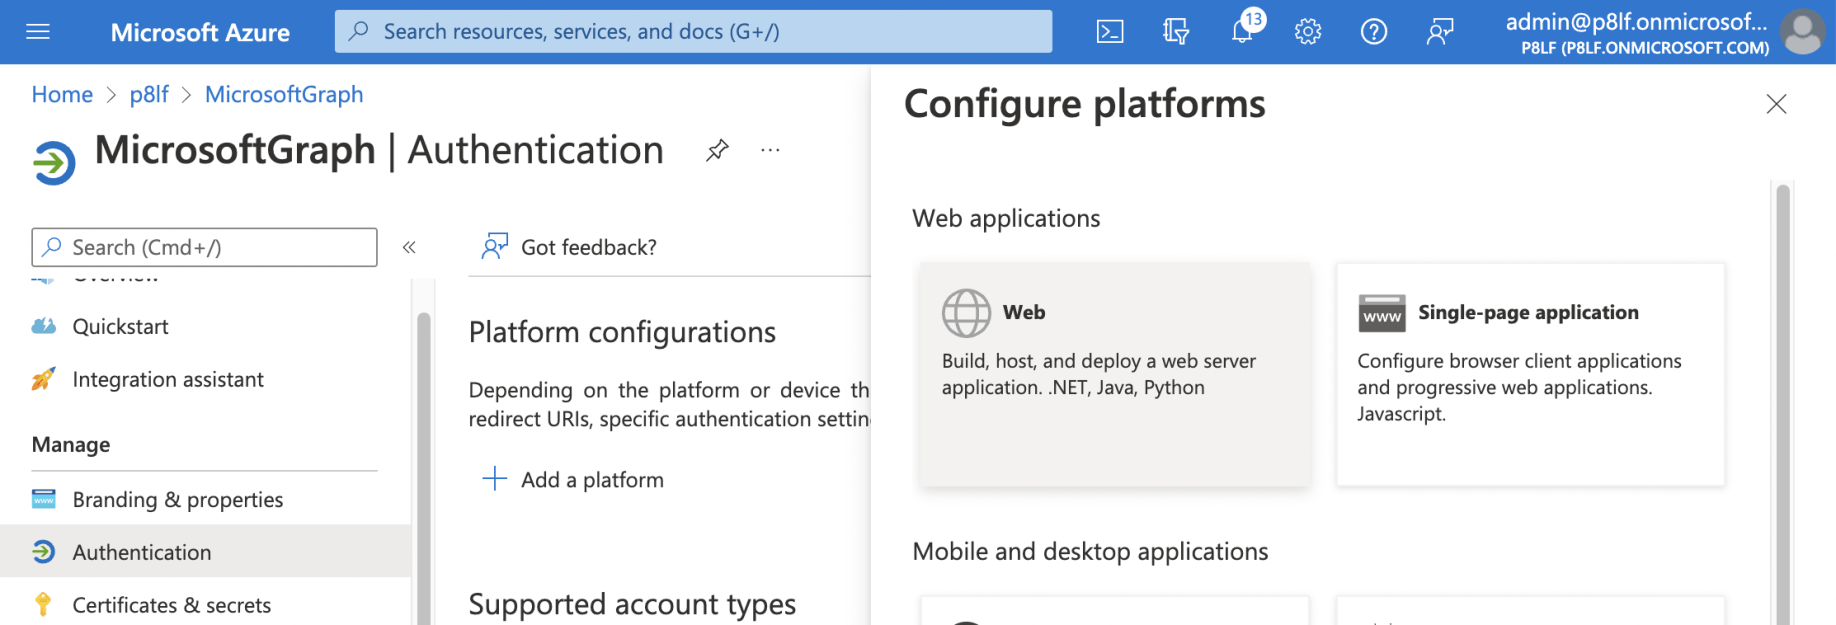 Microsoft Azure
Search resources, services, and docs (G+/)
13
admin@p8lf.onmicrosof...
P8LF (P8LF.ONMICROSOFT.COM)
Home > p8lf > MicrosoftGraph
MicrosoftGraph | Authentication
...
Search (Cmd+/)
«
Overview
Quickstart
Integration assistant
Manage
Branding & properties
Authentication
Certificates & secrets
Got feedback?
Platform configurations
Depending on the platform or device th
redirect URIs, specific authentication settin
Add a platform
Supported account types
Configure platforms
Web applications
Web
Build, host, and deploy a web server
application. .NET, Java, Python
www
Single-page application
Configure browser client applications
and progressive web applications.
Javascript.
Mobile and desktop applications